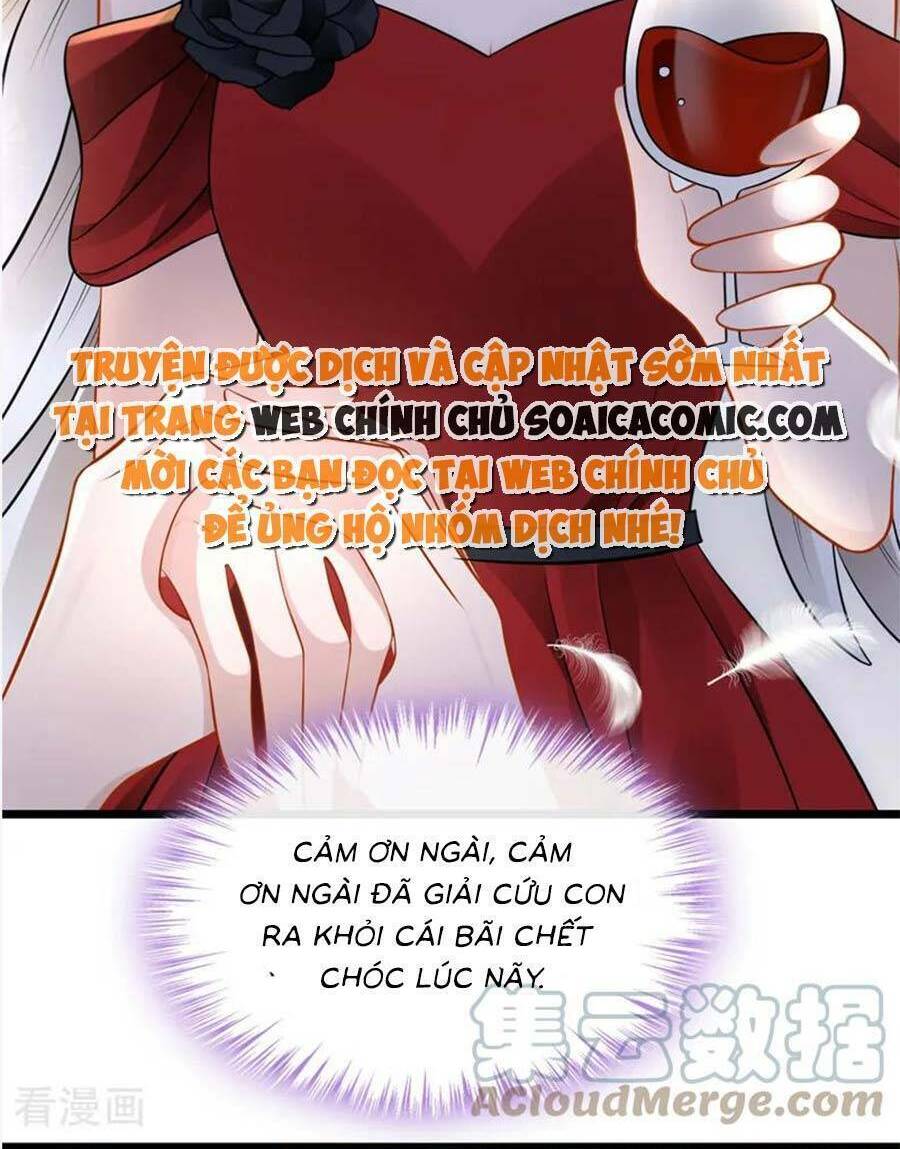 TRUYỆN ĐƯỢC DỊCH VÀ CẬP NHẬT SỚM NHẤT
TẠI TRANG WEB CHÍNH CHỦ SOAICACOMIC.COM
MỜI CÁC BẠN ĐỌC TẠI WEB CHÍNH CHỦ
ĐỂ ỦNG HỘ NHÓM DỊCH NHÉ!
CẢM ƠN NGÀI, CẢM
ƠN NGÀI ĐÃ GIẢI CỨU CON
RA KHỎI CÁI BÃI CHẾT
CHÓC LÚC NÃY.
集云数据
看漫画
ACloudMerge.com